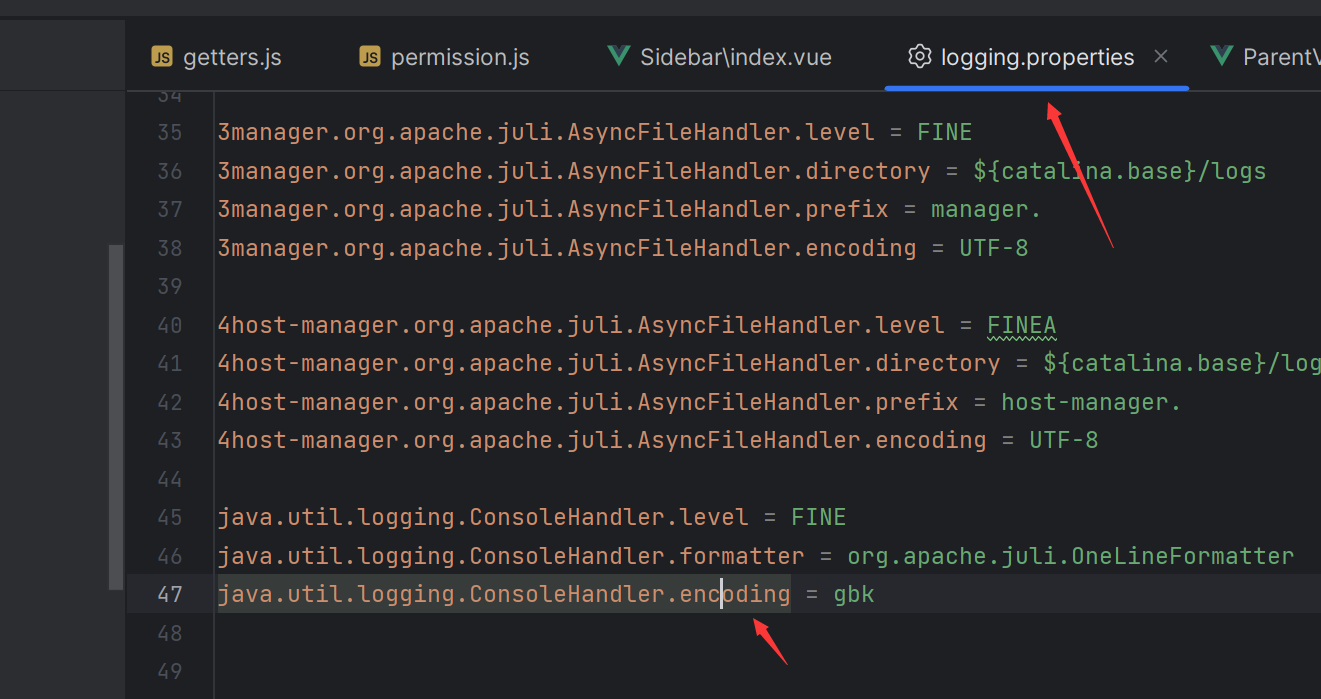 JS getters.js JS permission.js Sidebar\index.vue logging.properties × ParentV
34
35 3manager.org.apache.juli.AsyncFileHandler.level = FINE
36 3manager.org.apache.juli.AsyncFileHandler.directory = ${catalina.base}/logs
37 3manager.org.apache.juli.AsyncFileHandler.prefix = manager.
38 3manager.org.apache.juli.AsyncFileHandler.encoding = UTF-8
39
40 4host-manager.org.apache.juli.AsyncFileHandler.level = FINEA
41 4host-manager.org.apache.juli.AsyncFileHandler.directory = ${catalina.base}/log
42 4host-manager.org.apache.juli.AsyncFileHandler.prefix = host-manager.
43 4host-manager.org.apache.juli.AsyncFileHandler.encoding = UTF-8
44
45 java.util.logging.ConsoleHandler.level = FINE
46 java.util.logging.ConsoleHandler.formatter = org.apache.juli.OneLineFormatter
47 java.util.logging.ConsoleHandler.encoding = gbk
48
49